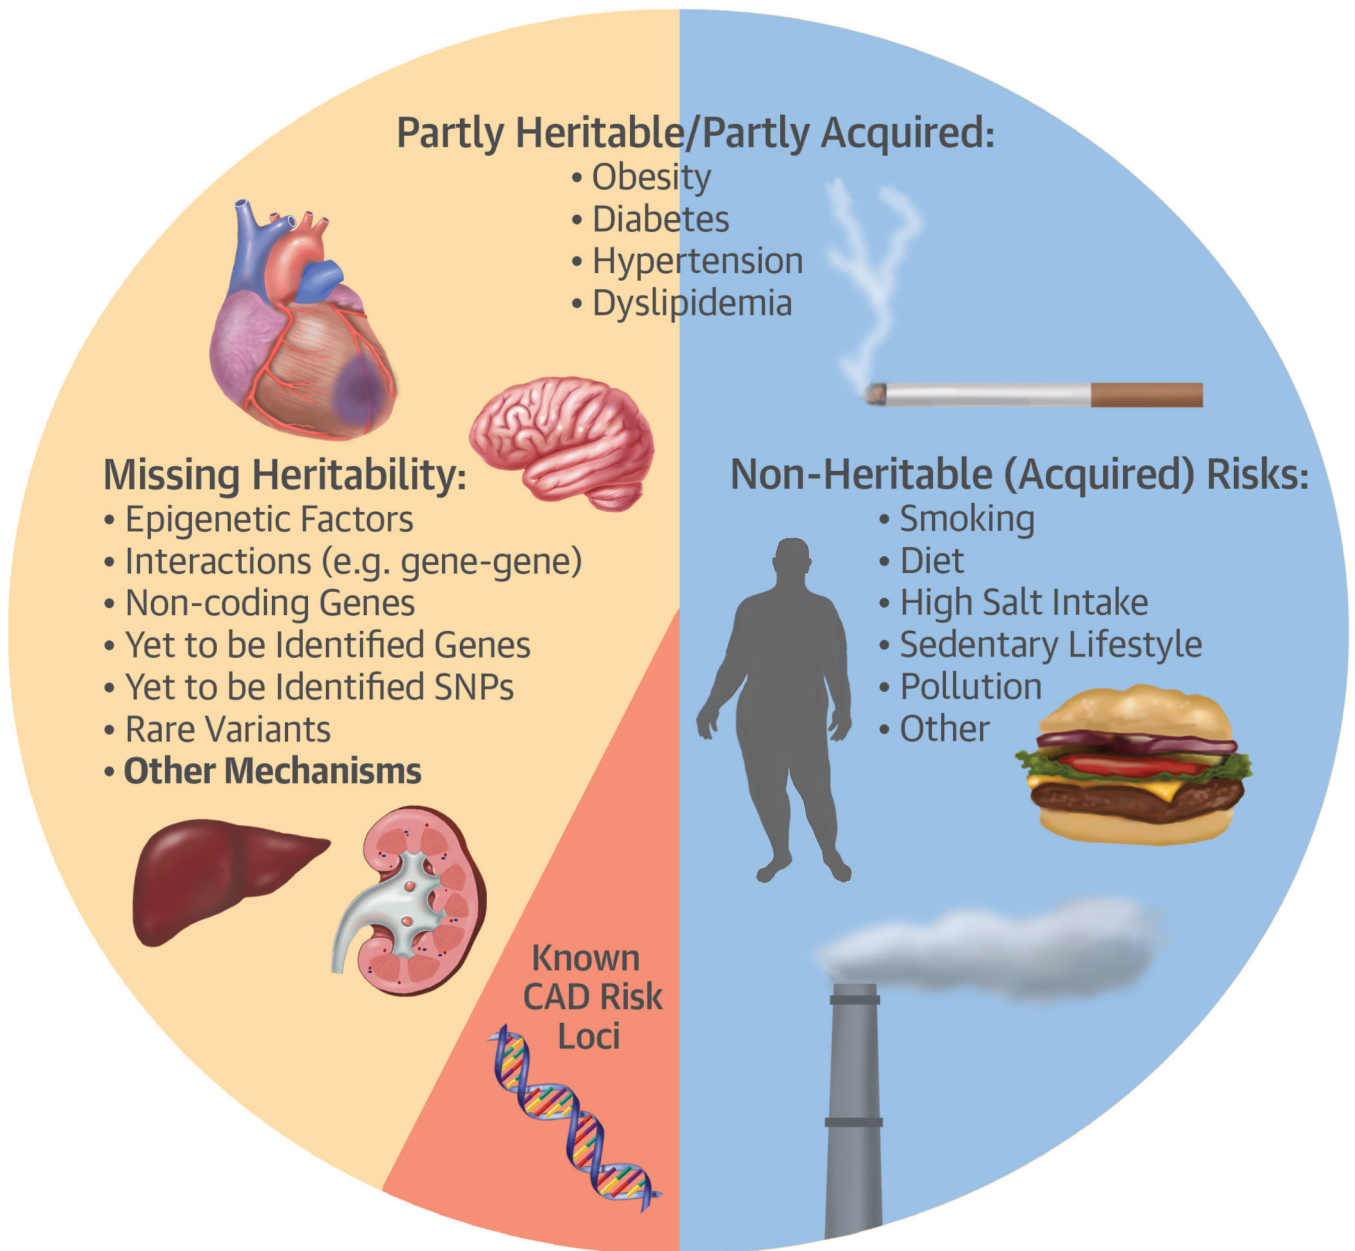 Partly Heritable/Partly Acquired:
• Obesity
• Diabetes
• Hypertension
• Dyslipidemia
Missing Heritability:
• Epigenetic Factors
• Interactions (e.g. gene-gene)
• Non-coding Genes
• Yet to be Identified Genes
• Yet to be Identified SNPs
• Rare Variants
• Other Mechanisms
Non-Heritable (Acquired) Risks:
• Smoking
• Diet
• High Salt Intake
• Sedentary Lifestyle
• Pollution
• Other
Known
CAD Risk
Loci